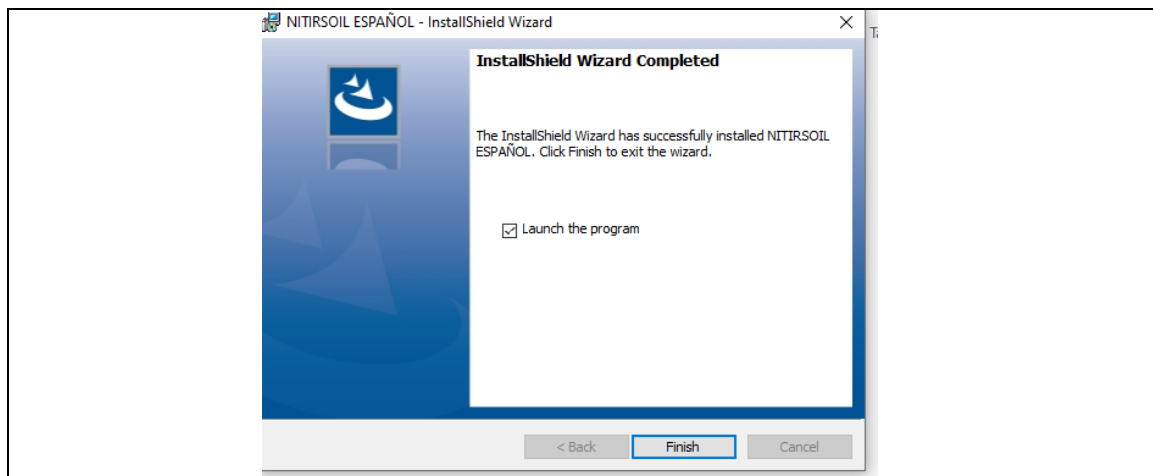 NITIRSOIL ESPAÑOL - InstallShield Wizard
InstallShield Wizard Completed
The InstallShield Wizard has successfully installed NITIRSOIL
ESPAÑOL. Click Finish to exit the wizard.
Launch the program
< Back Finish Cancel